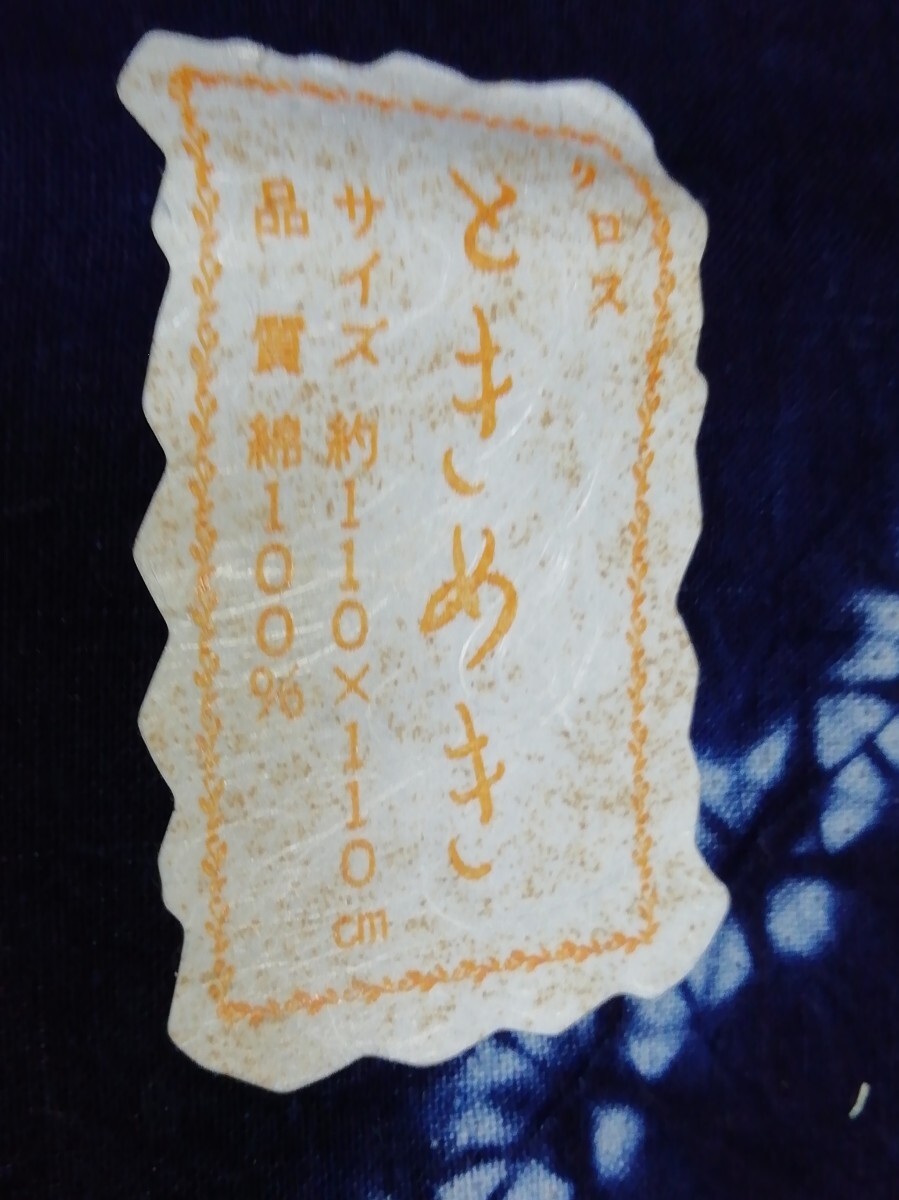 クロス
ときめき
サイズ 約110×110cm
品質 綿100%